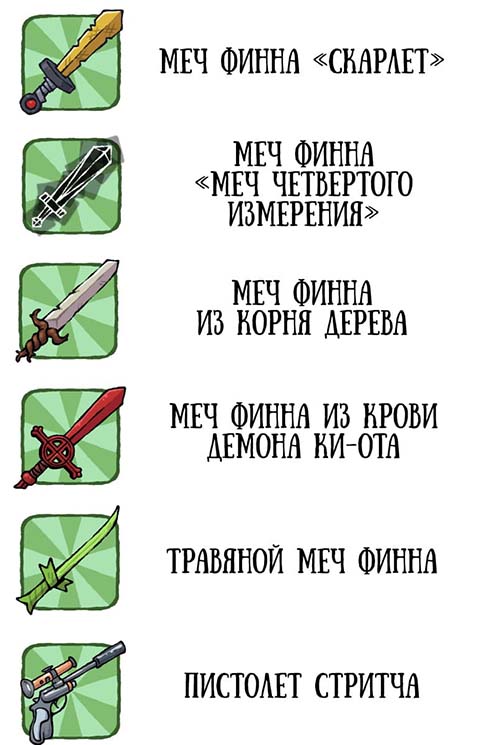 МЕЧ ФИННА «СКАРЛЕТ»
МЕЧ ФИННА
«МЕЧ ЧЕТВЕРТОГО
ИЗМЕРЕНИЯ»
МЕЧ ФИННА
ИЗ КОРНЯ ДЕРЕВА
МЕЧ ФИННА ИЗ КРОВИ
ДЕМОНА КИ-ОТА
ТРАВЯНОЙ МЕЧ ФИННА
ПИСТОЛЕТ СТРИТЧА